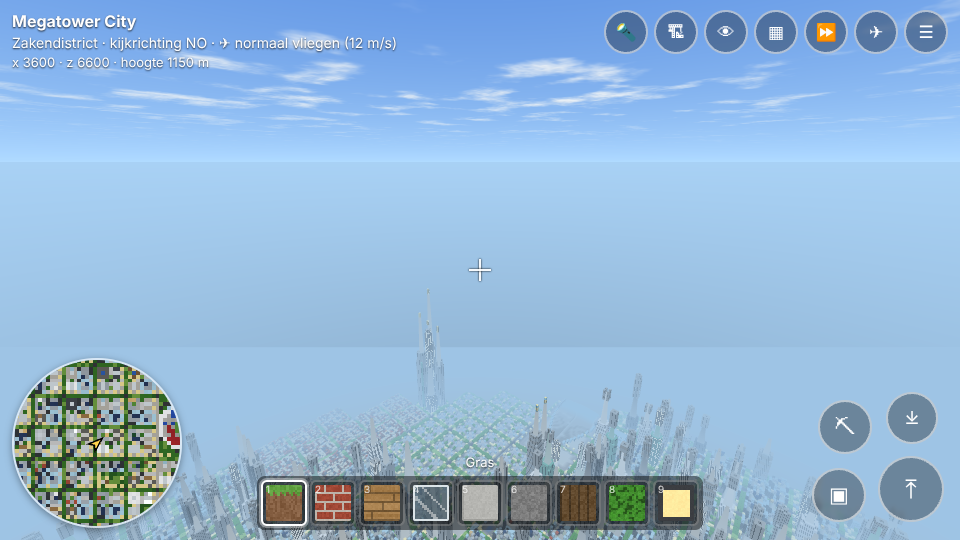 Megatower City
Zakendistrict · kijkrichting NO · ✈ normaal vliegen (12 m/s)
x 3600 · z 6600 · hoogte 1150 m
Gras
1 2 3 4 5 6 7 8 9